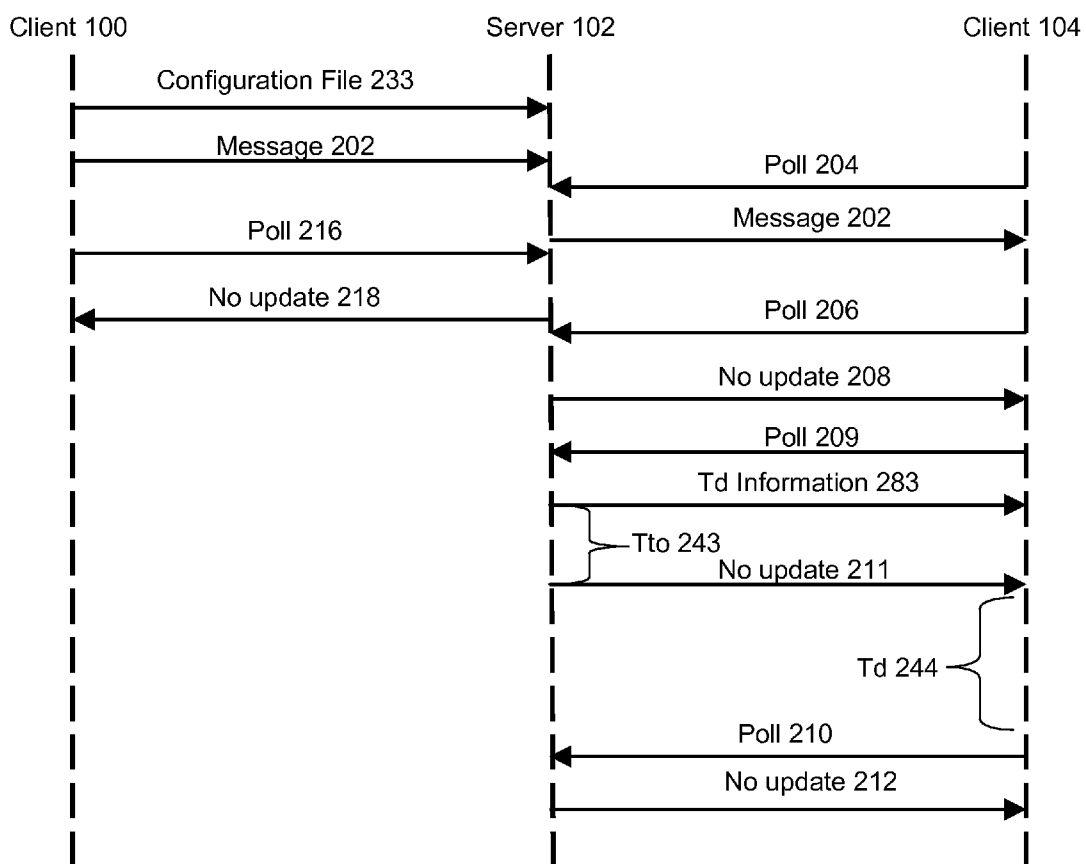 Client 100
Server 102
Client 104
Configuration File 233
Message 202
Poll 204
Message 202
Poll 216
No update 218
Poll 206
No update 208
Poll 209
Td Information 283
Tto 243
No update 211
Td 244
Poll 210
No update 212